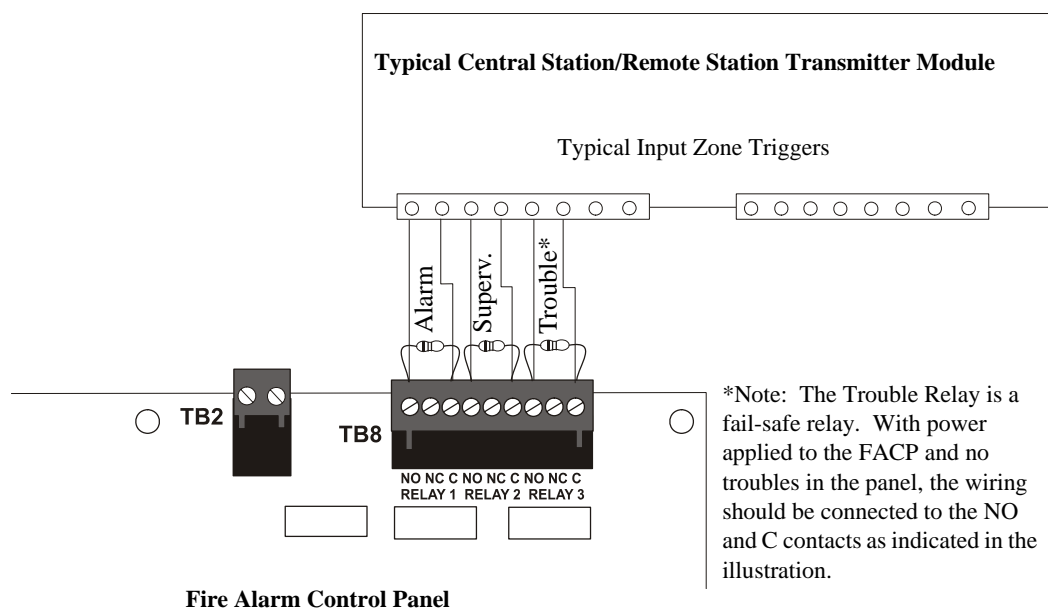 Typical Central Station/Remote Station Transmitter Module
Typical Input Zone Triggers
Alarm
Superv.
Trouble*
TB2
TB8
NO NC C NO NC C NO NC C
RELAY 1 RELAY 2 RELAY 3
*Note: The Trouble Relay is a
fail-safe relay. With power
applied to the FACP and no
troubles in the panel, the wiring
should be connected to the NO
and C contacts as indicated in the
illustration.
Fire Alarm Control Panel